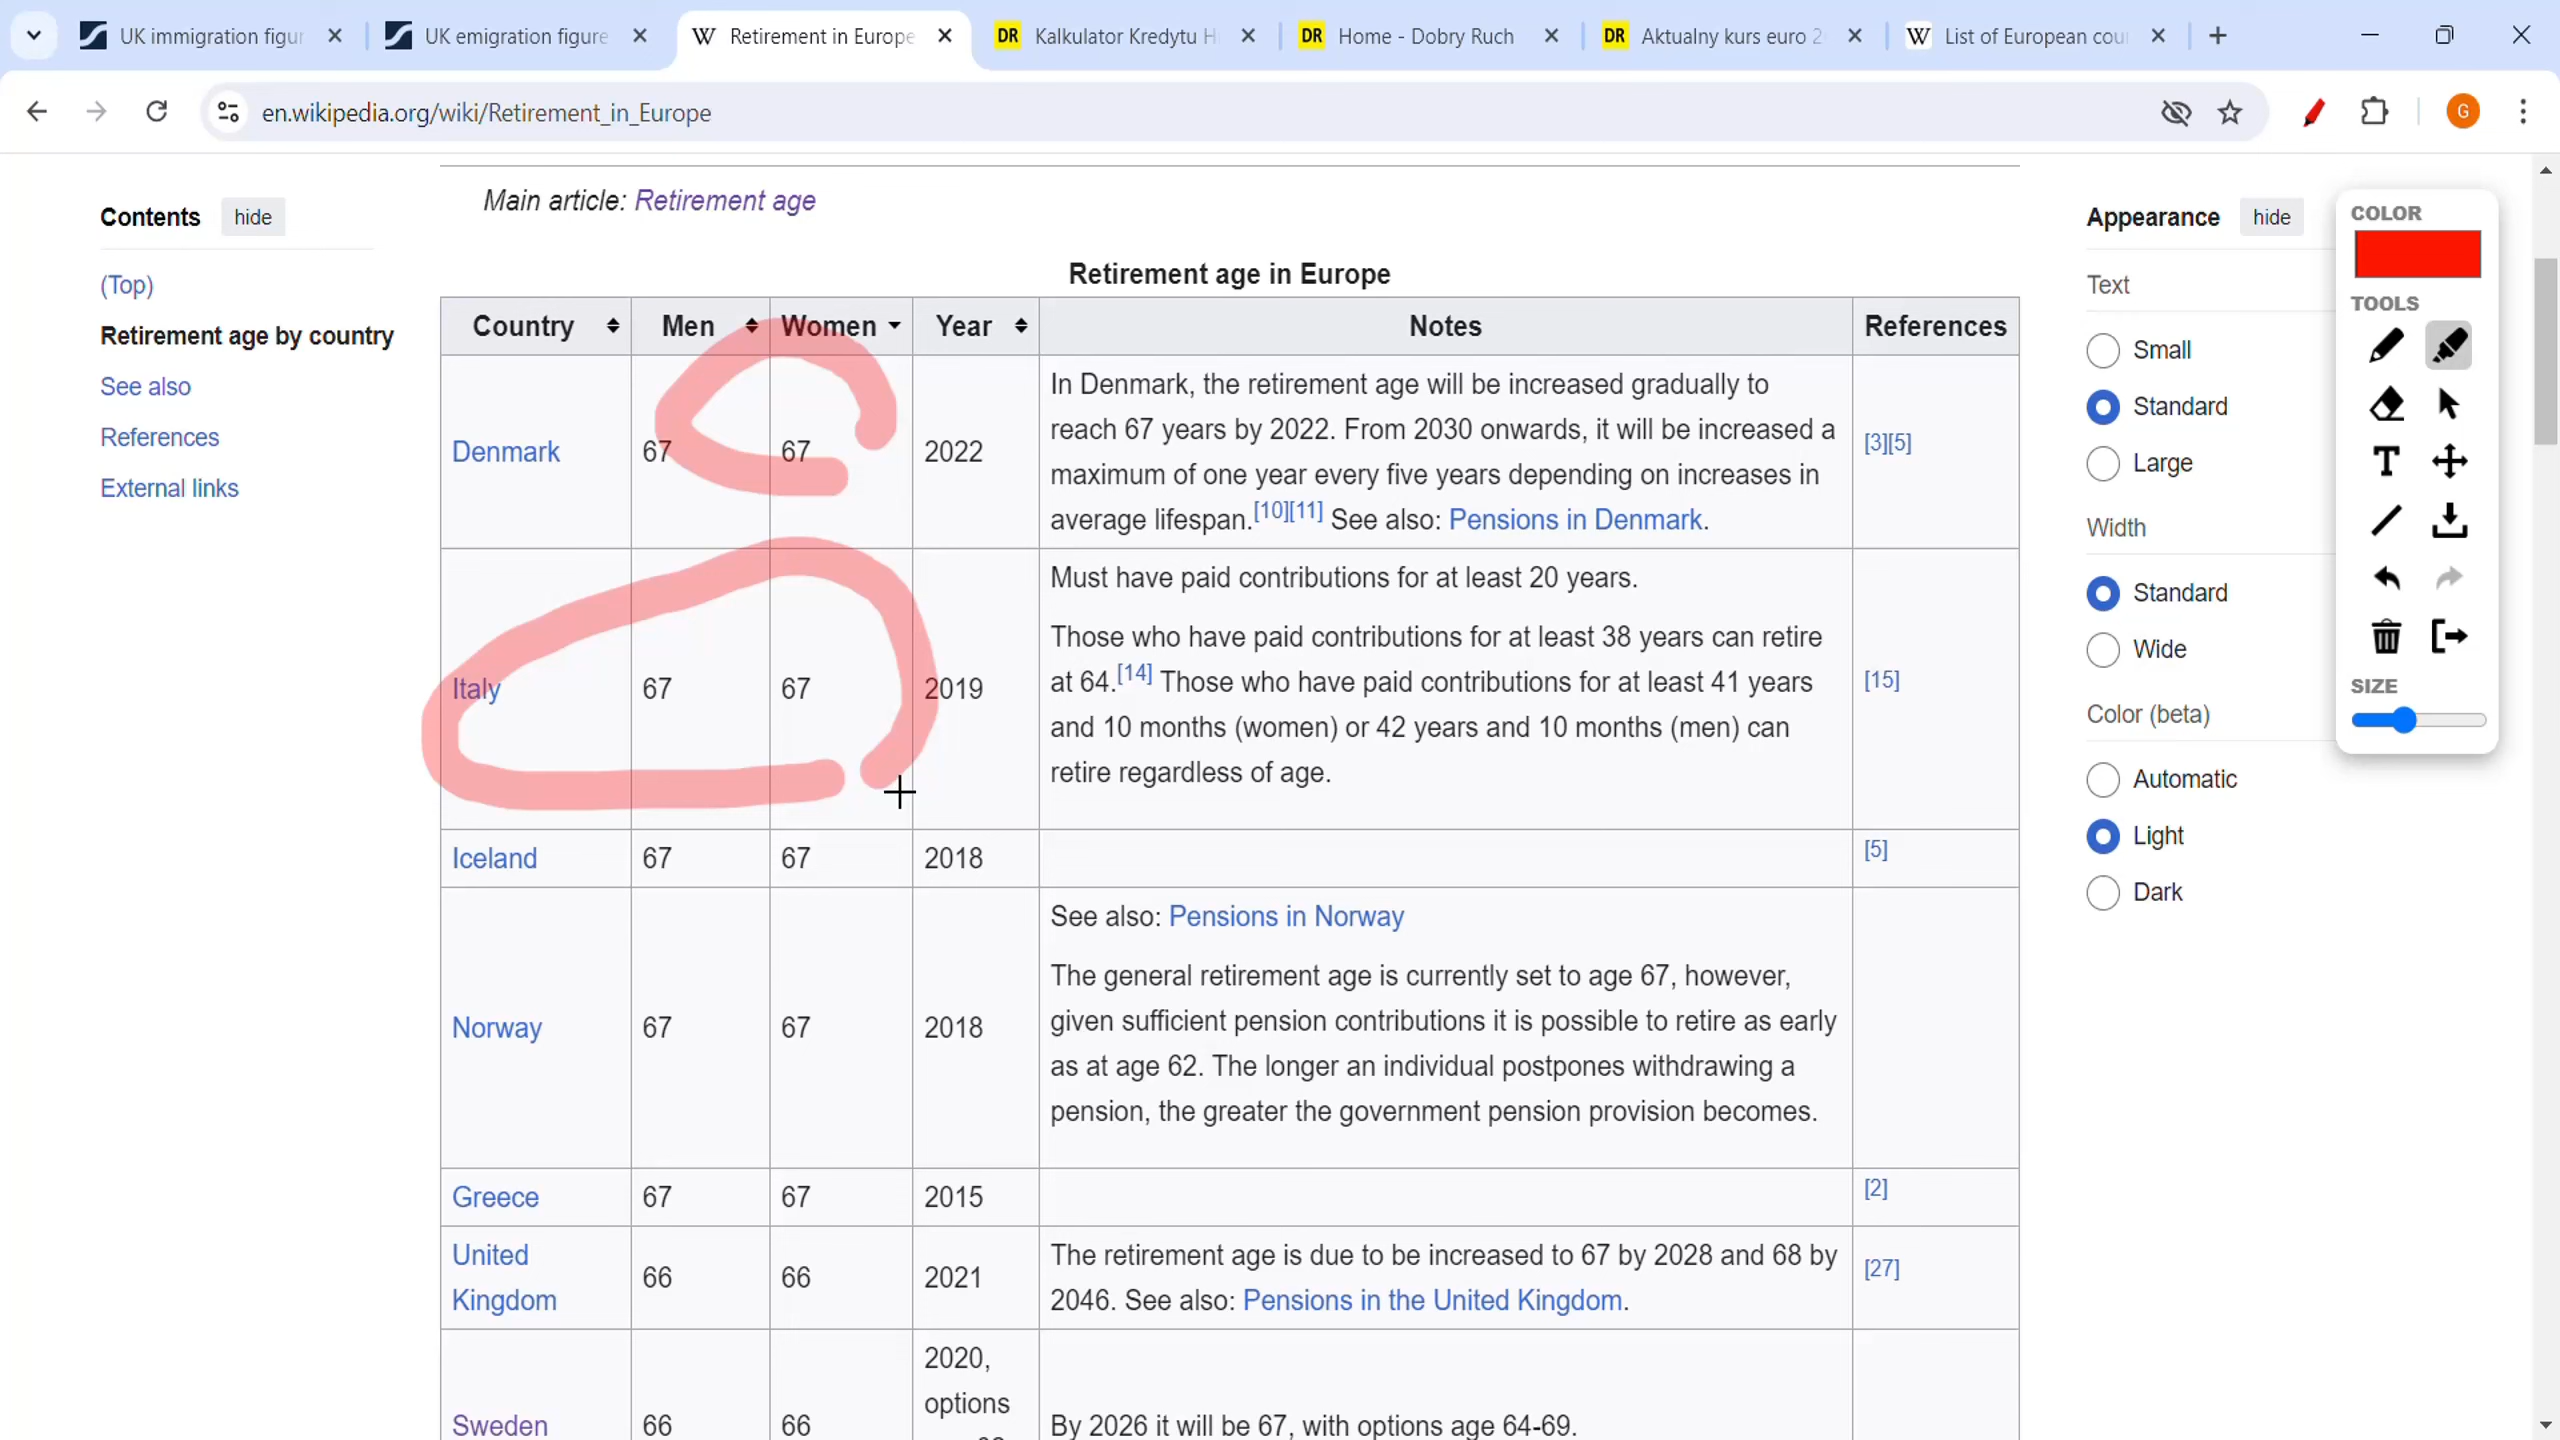 UK immigration figur
UK emigration figure
Retirement in Europe
DR Kalkulator Kredytu H
DR Home - Dobry Ruch
DR Aktualny kurs euro 2
List of European cou
en.wikipedia.org/wiki/Retirement_in_Europe
G
Contents hide
(Top)
Retirement age by country
See also
References
External links
Main article: Retirement age
Retirement age in Europe
Country Men Women Year Notes References
Denmark 67 67 2022
In Denmark, the retirement age will be increased gradually to
reach 67 years by 2022. From 2030 onwards, it will be increased a
maximum of one year every five years depending on increases in
average lifespan.[10][11] See also: Pensions in Denmark.
[3][5]
Italy 67 67 2019
Must have paid contributions for at least 20 years.
Those who have paid contributions for at least 38 years can retire
at 64.[14] Those who have paid contributions for at least 41 years
and 10 months (women) or 42 years and 10 months (men) can
retire regardless of age.
[15]
Iceland 67 67 2018 [5]
Norway 67 67 2018
See also: Pensions in Norway
The general retirement age is currently set to age 67, however,
given sufficient pension contributions it is possible to retire as early
as at age 62. The longer an individual postpones withdrawing a
pension, the greater the government pension provision becomes.
Greece 67 67 2015 [2]
United
Kingdom
66 66 2021
The retirement age is due to be increased to 67 by 2028 and 68 by
2046. See also: Pensions in the United Kingdom.
[27]
Sweden 66 66
2020,
options
By 2026 it will be 67, with options age 64-69.
Appearance hide
Text
Small
Standard
Large
Width
Standard
Wide
Color (beta)
Automatic
Light
Dark
COLOR
TOOLS
SIZE